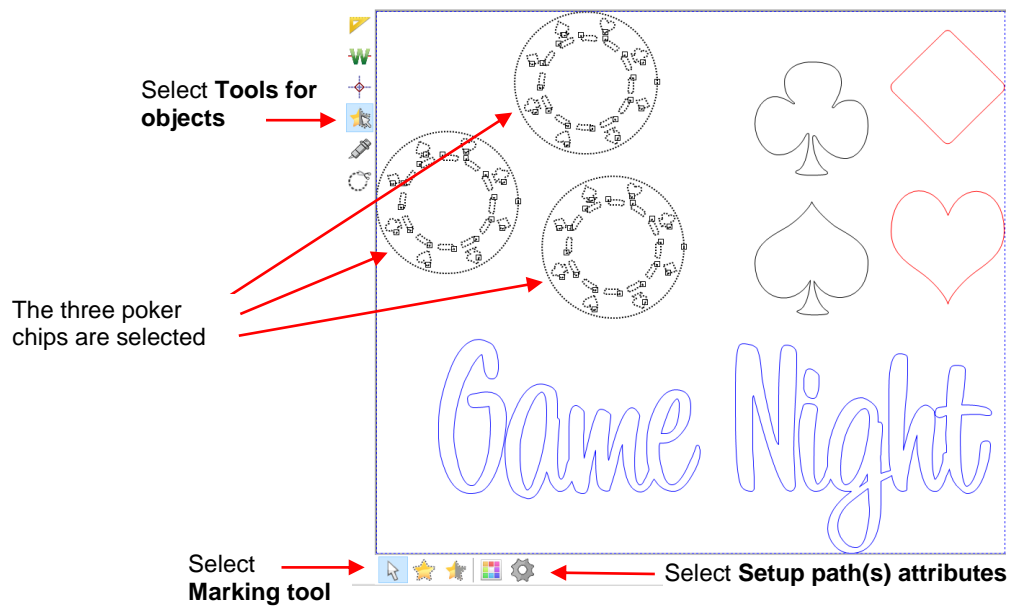 Select Tools for
objects
The three poker
chips are selected
Game Night
Select
Marking tool
Select Setup path(s) attributes